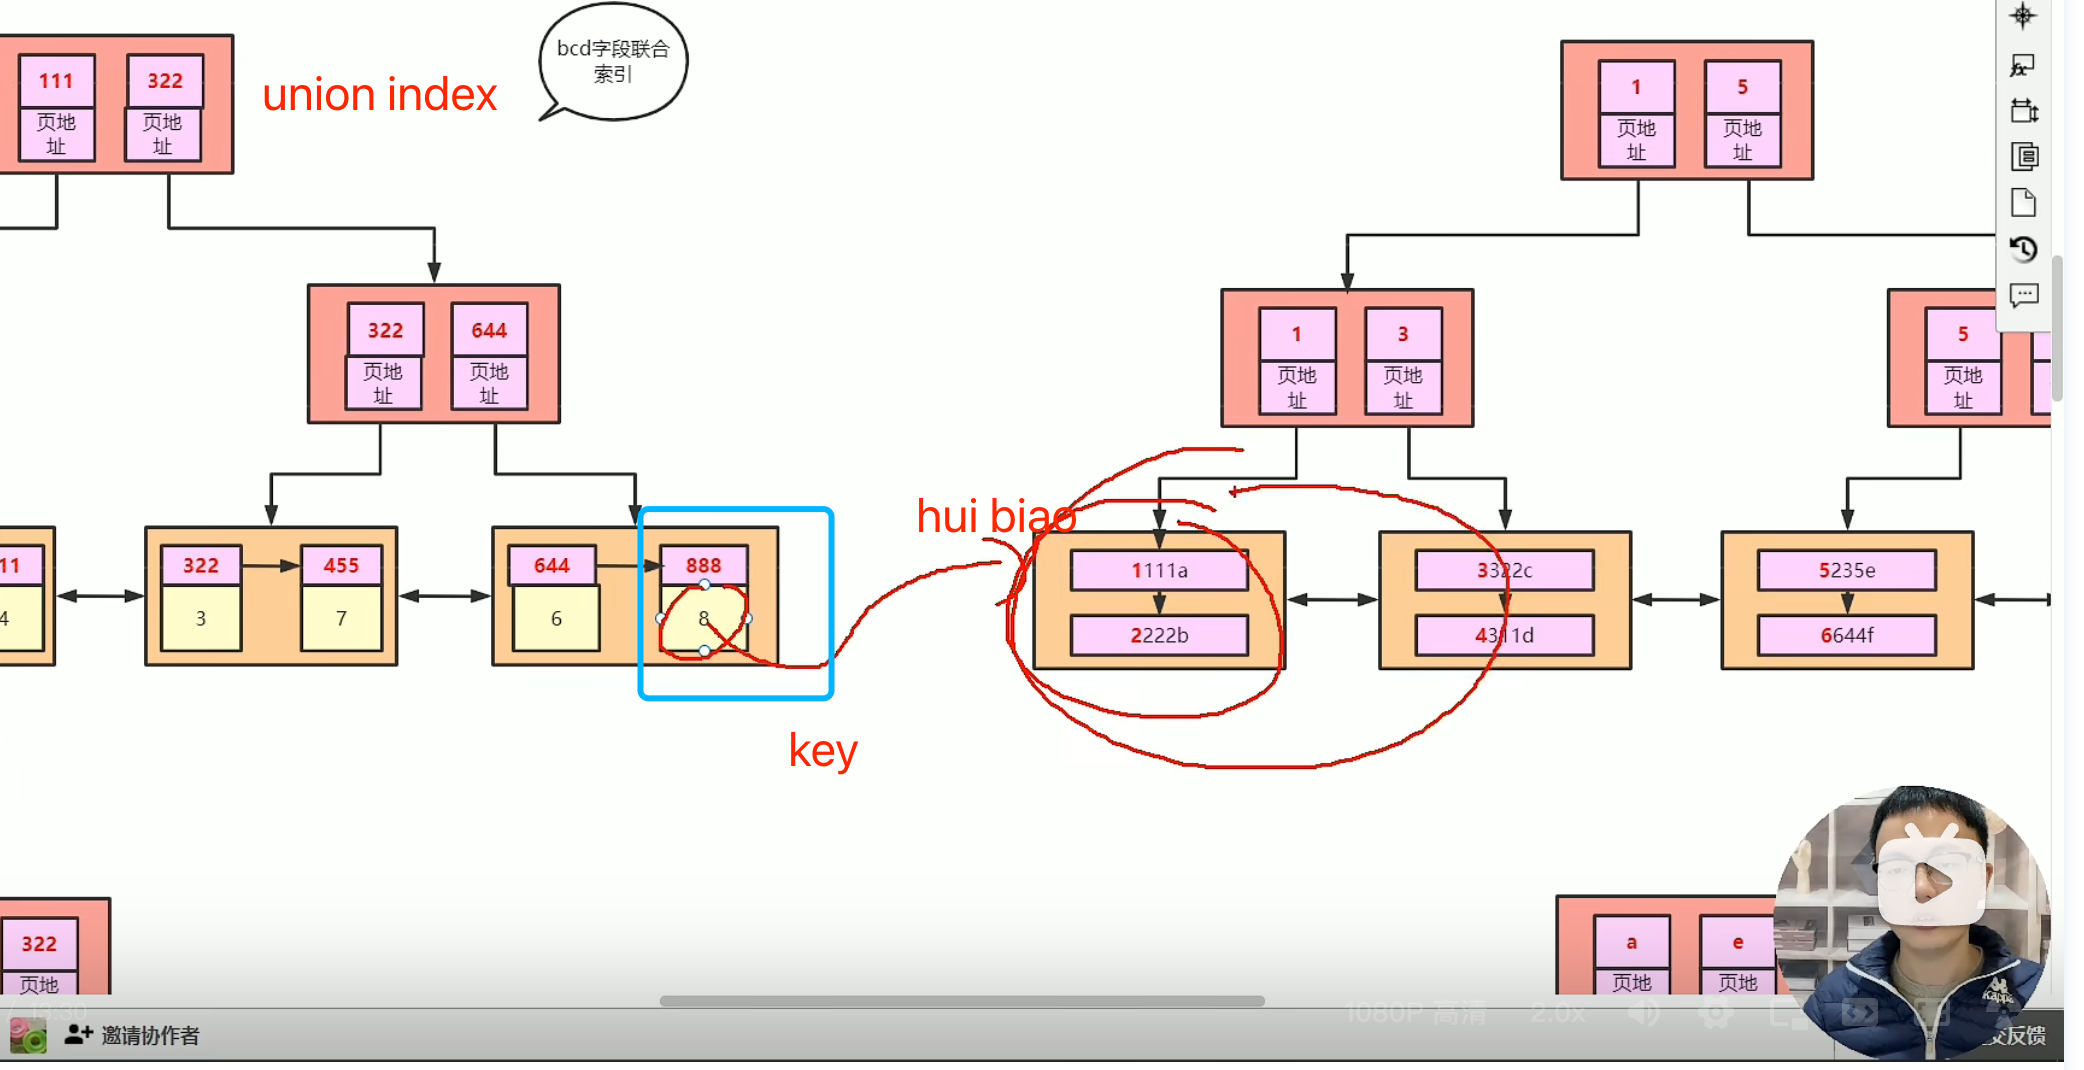 111
322
页地
址
页地
址
union index
bcd字段联合
索引
1
5
页地
址
页地
址
322
644
页地
址
页地
址
1
3
页地
址
页地
址
5
页地
址
11
4
322
455
3
7
644
888
6
8
key
hui biao
1111a
2222b
3322c
4311d
5235e
6644f
322
页地
a
e
页地
页地
Kappa
13:30
1080P 高清
2.0x
邀请协作者
交反馈